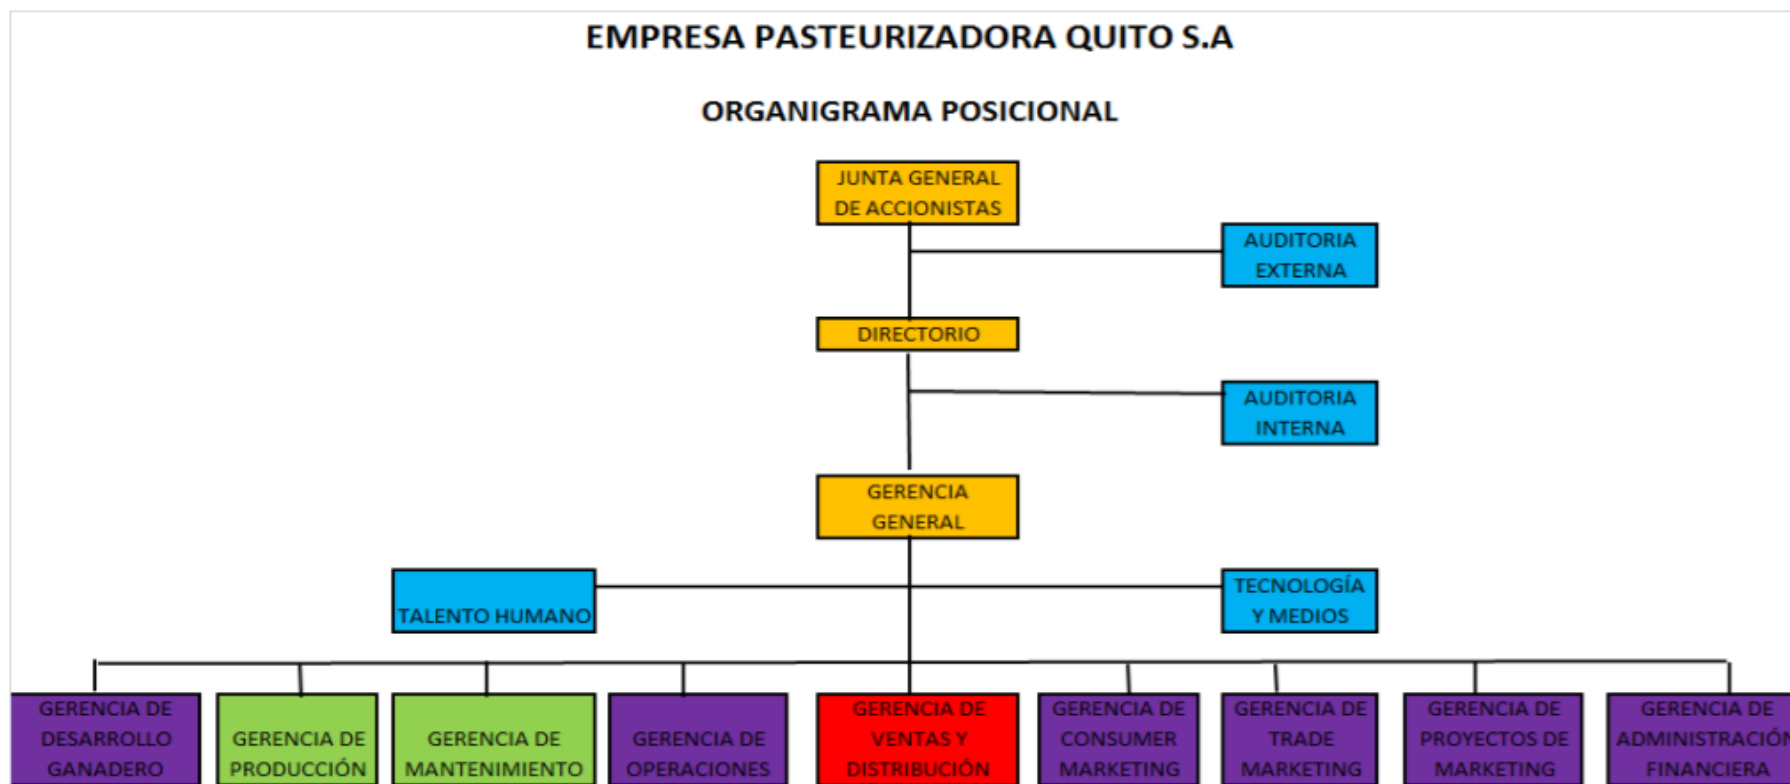 EMPRESA PASTEURIZADORA QUITO S.A
ORGANIGRAMA POSICIONAL
JUNTA GENERAL
DE ACCIONISTAS
AUDITORIA
EXTERNA
DIRECTORIO
AUDITORIA
INTERNA
GERENCIA
GENERAL
TALENTO HUMANO
TECNOLOGÍA
Y MEDIOS
GERENCIA DE
DESARROLLO
GANADERO
GERENCIA DE
PRODUCCIÓN
GERENCIA DE
MANTENIMIENTO
GERENCIA DE
OPERACIONES
GERENCIA DE
VENTAS Y
DISTRIBUCIÓN
GERENCIA DE
CONSUMER
MARKETING
GERENCIA DE
TRADE
MARKETING
GERENCIA DE
PROYECTOS DE
MARKETING
GERENCIA DE
ADMINISTRACIÓN
FINANCIERA